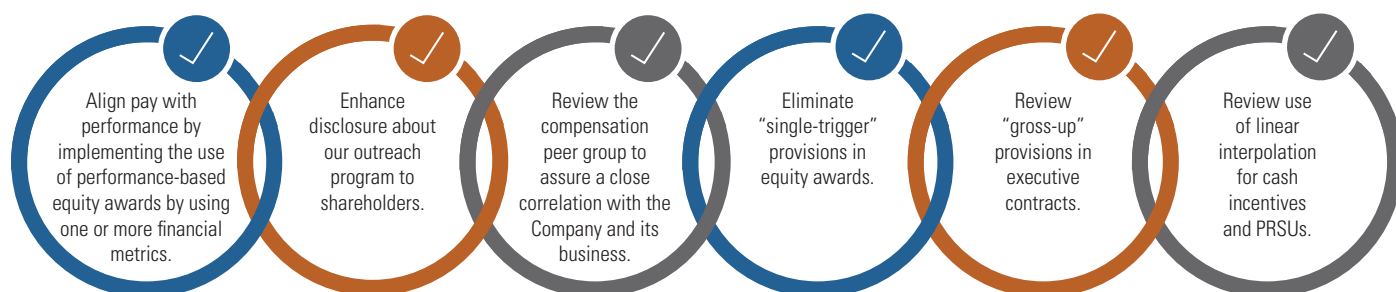 Align pay with
performance by
implementing the use
of performance-based
equity awards by using
one or more financial
metrics.
Enhance
disclosure about
our outreach
program to
shareholders.
Review the
compensation
peer group to
assure a close
correlation with the
Company and its
business.
Eliminate
“single-trigger”
provisions in
equity awards.
Review
“gross-up”
provisions in
executive
contracts.
Review use
of linear
interpolation
for cash
incentives
and PRSUs.